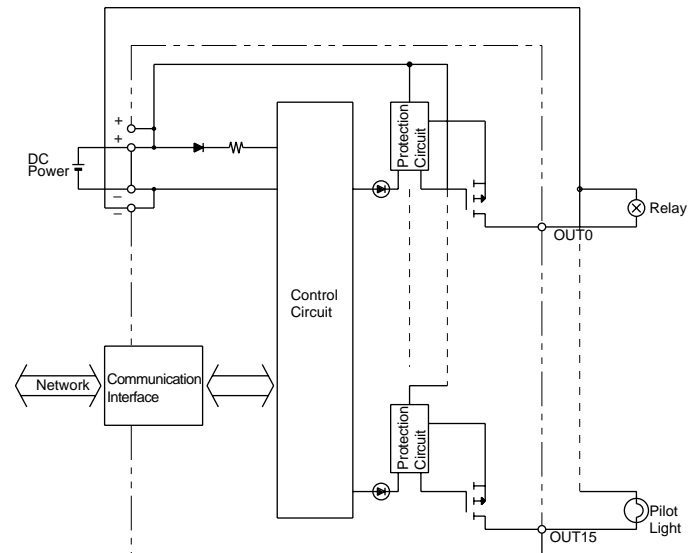 +
+
DC
Power
−
−
Protection
Circuit
Relay
OUT0
Control
Circuit
Network
Communication
Interface
Protection
Circuit
Pilot
Light
OUT15